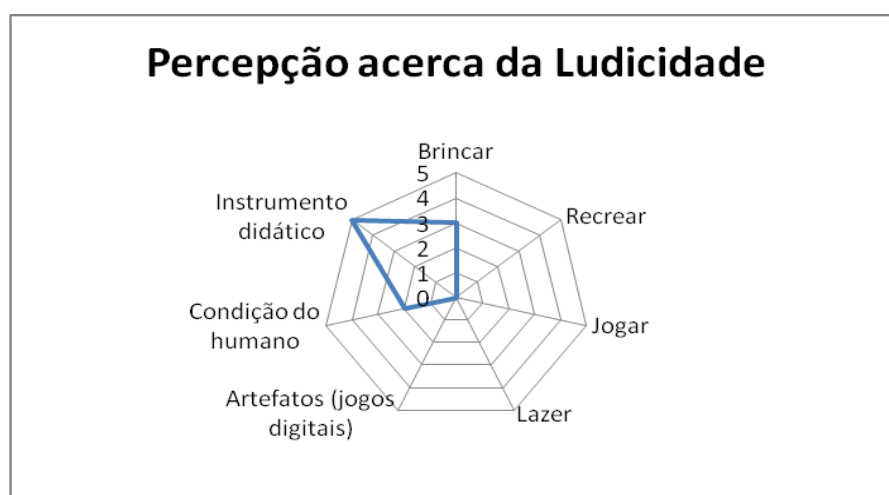 Percepção acerca da Ludicidade
Brincar
5
4
3
2
1
0
Recrear
Jogar
Lazer
Artefatos (jogos
digitais)
Condição do
humano
Instrumento
didático